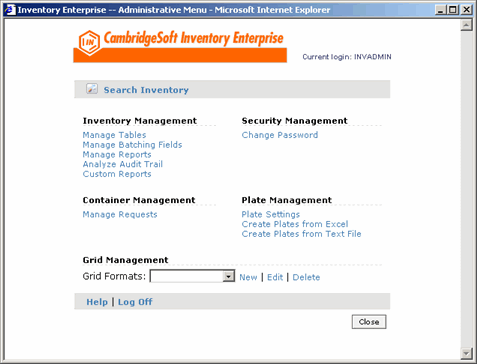 Inventory Enterprise -- Administrative Menu - Microsoft Internet Explorer
INV
CambridgeSoft Inventory Enterprise
Current login: INVADMIN
Search Inventory
Inventory Management
Manage Tables
Manage Batching Fields
Manage Reports
Analyze Audit Trail
Custom Reports
Security Management
Change Password
Container Management
Manage Requests
Plate Management
Plate Settings
Create Plates from Excel
Create Plates from Text File
Grid Management
Grid Formats: New | Edit | Delete
Help | Log Off
Close